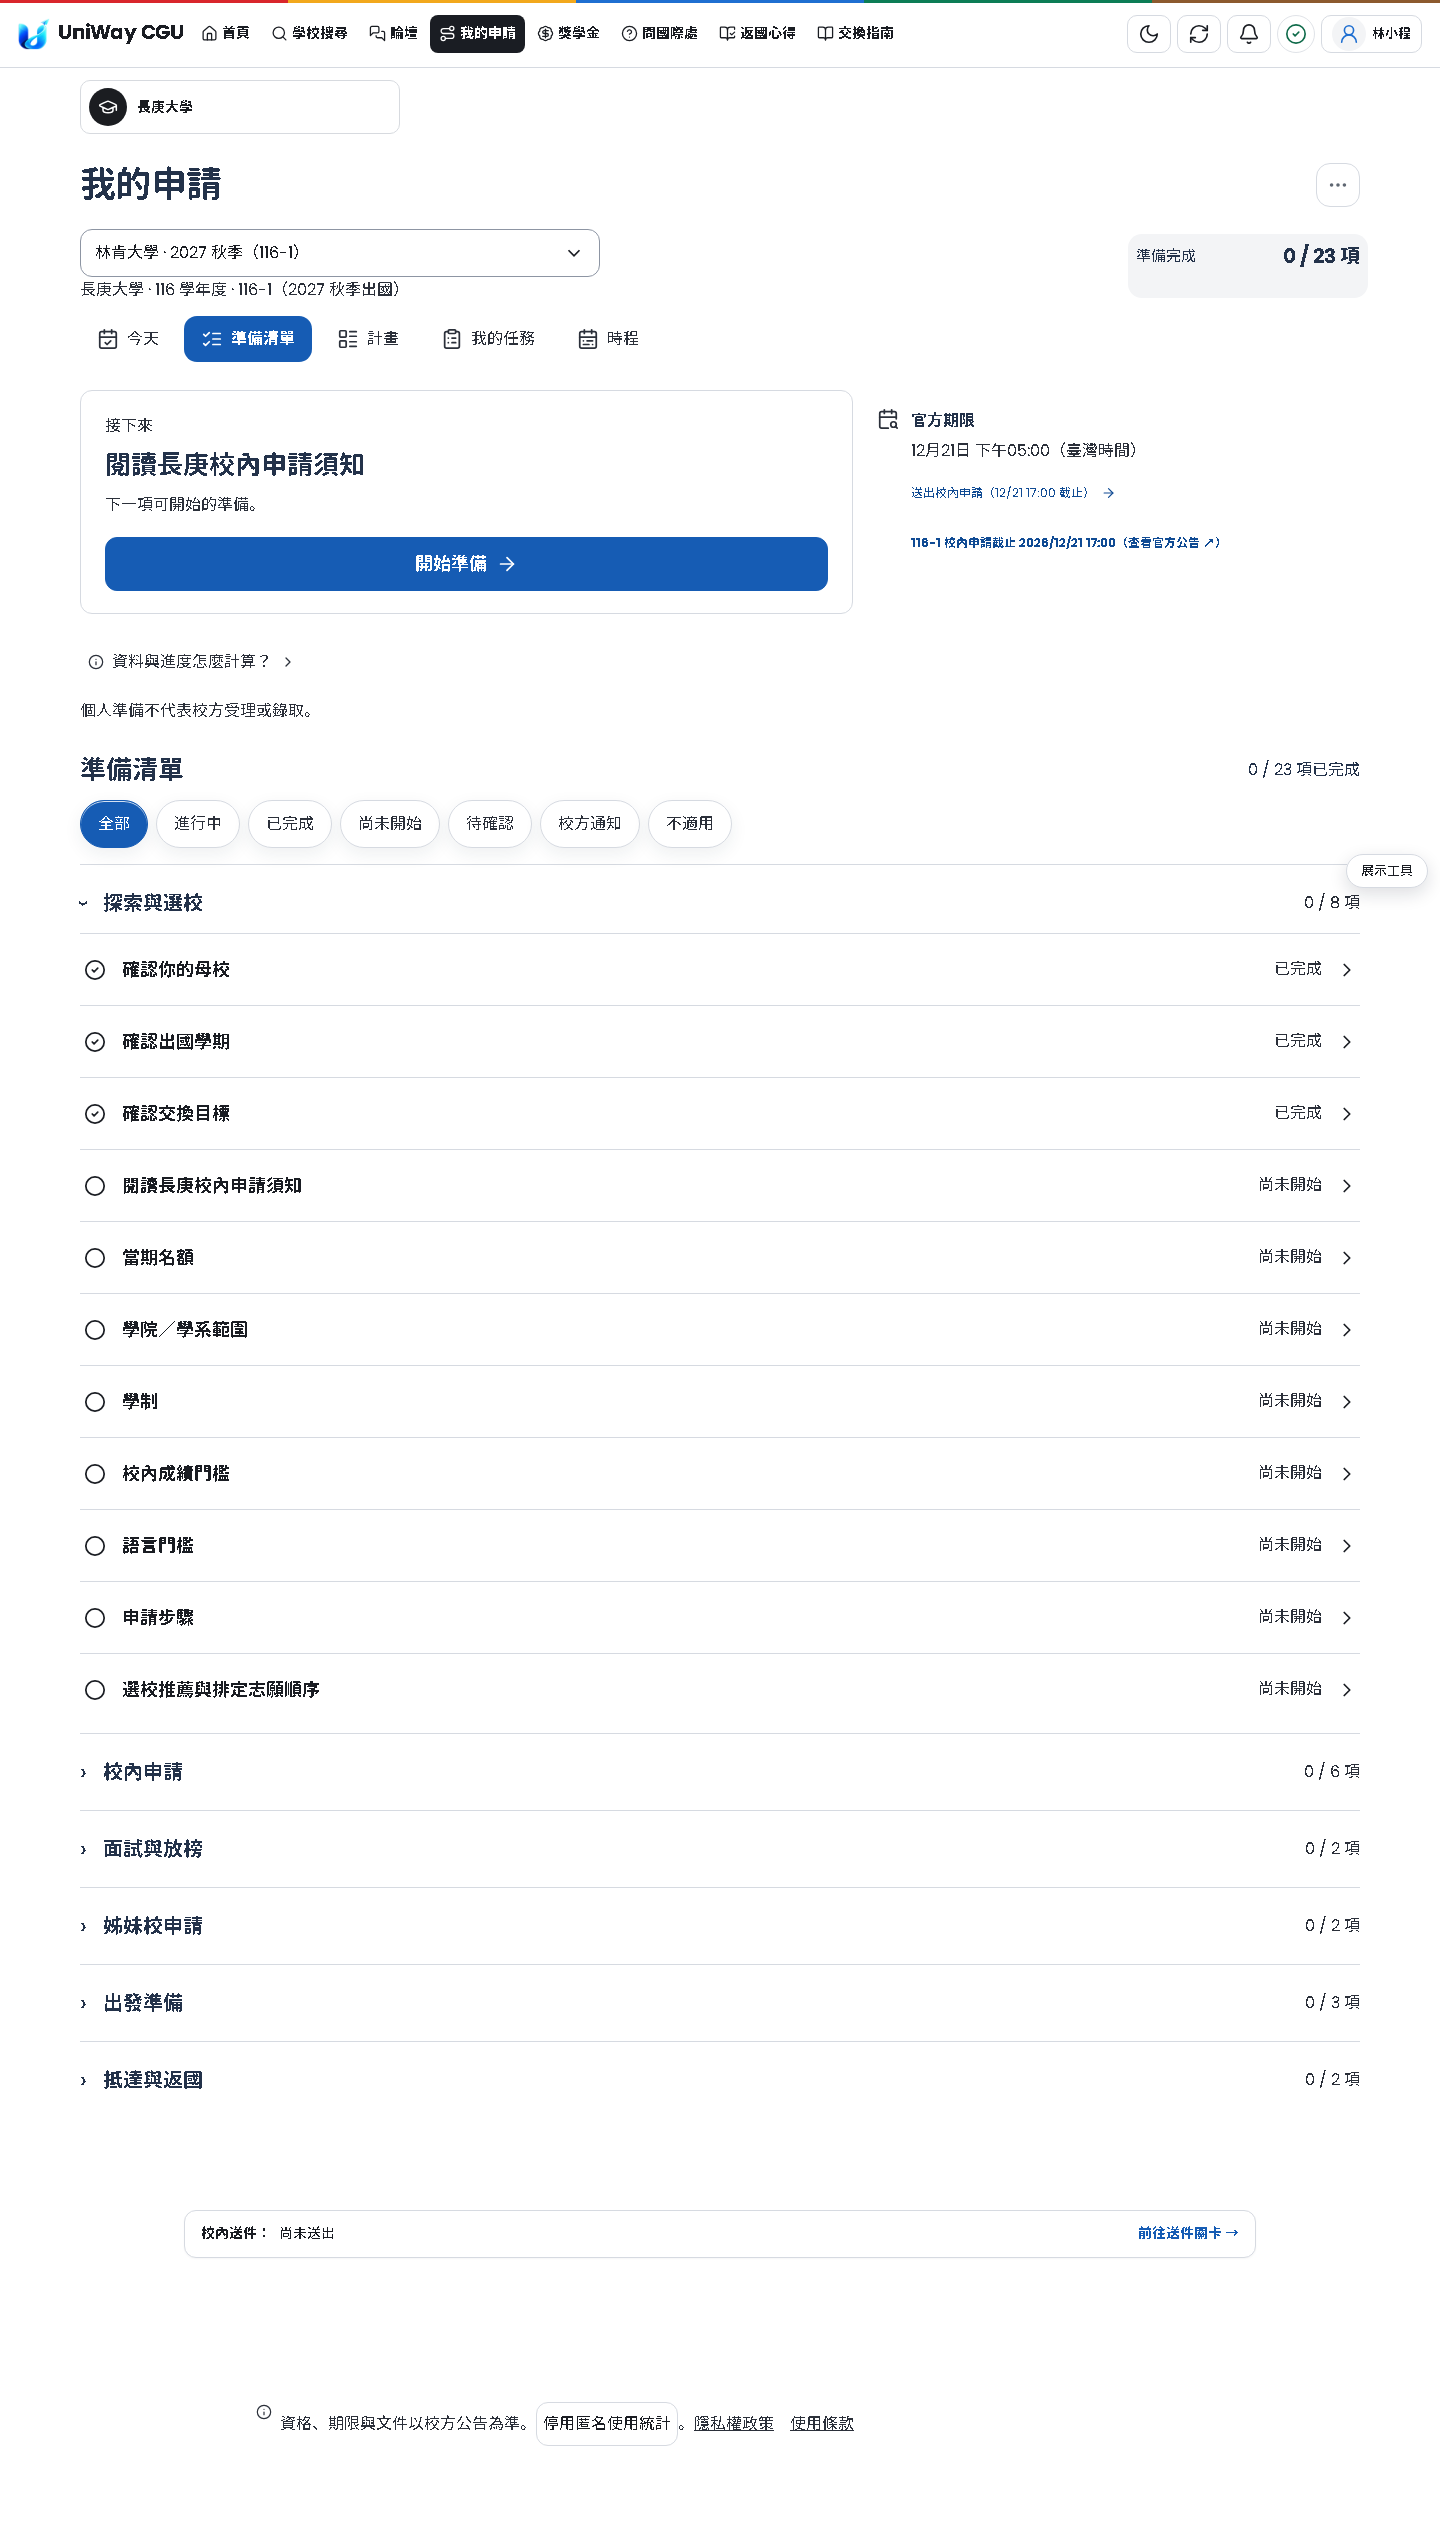 UniWay CGU 首頁 學校搜尋 論壇 我的申請 獎學金 問國際處 返國心得 交換指南 林小程
長庚大學
我的申請
林肯大學 · 2027 秋季（116-1）
準備完成 0 / 23 項
長庚大學 · 116 學年度 · 116-1（2027 秋季出國）
今天 準備清單 計畫 我的任務 時程
接下來
閱讀長庚校內申請須知
下一項可開始的準備。
開始準備 →
官方期限
12月21日 下午05:00（臺灣時間）
送出校內申請（12/21 17:00 截止） →
116-1 校內申請截止 2026/12/21 17:00（查看官方公告 ↗）
資料與進度怎麼計算？
個人準備不代表校方受理或錄取。
準備清單 0 / 23 項已完成
全部 進行中 已完成 尚未開始 待確認 校方通知 不適用
展示工具
探索與選校 0 / 8 項
確認你的母校 已完成
確認出國學期 已完成
確認交換目標 已完成
閱讀長庚校內申請須知 尚未開始
當期名額 尚未開始
學院／學系範圍 尚未開始
學制 尚未開始
校內成績門檻 尚未開始
語言門檻 尚未開始
申請步驟 尚未開始
選校推薦與排定志願順序 尚未開始
校內申請 0 / 6 項
面試與放榜 0 / 2 項
姊妹校申請 0 / 2 項
出發準備 0 / 3 項
抵達與返國 0 / 2 項
校內送件： 尚未送出 前往送件關卡 →
資格、期限與文件以校方公告為準。 停用匿名使用統計 。 隱私權政策 使用條款